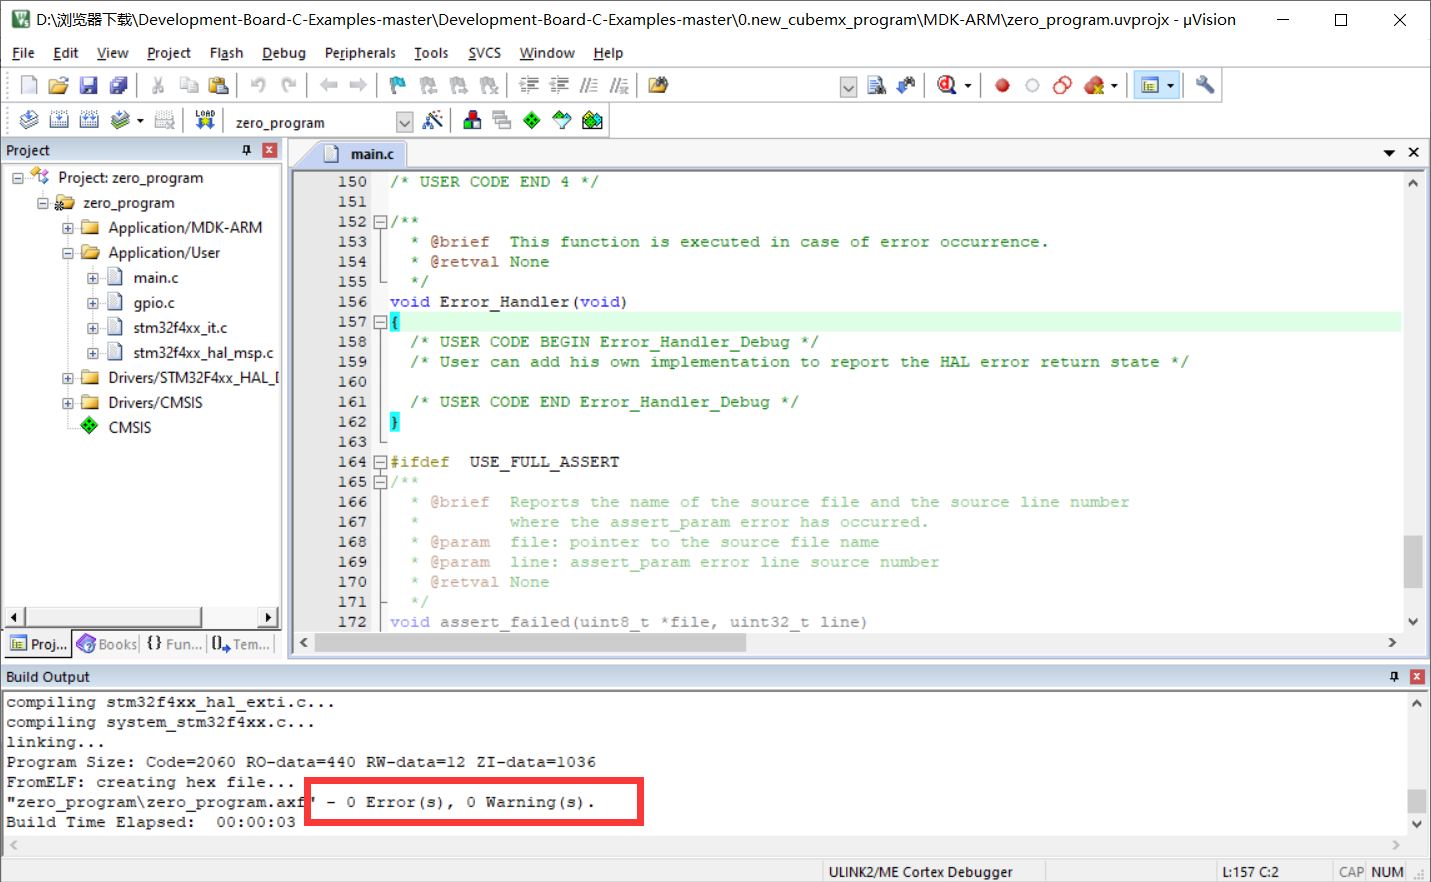 D:\浏览器下载\Development-Board-C-Examples-master\Development-Board-C-Examples-master\0.new_cubemx_program\MDK-ARM\zero_program.uvprojx - µVision
File Edit View Project Flash Debug Peripherals Tools SVCS Window Help
LOAD
zero_program
Project
Project: zero_program
zero_program
Application/MDK-ARM
Application/User
main.c
gpio.c
stm32f4xx_it.c
stm32f4xx_hal_msp.c
Drivers/STM32F4xx_HAL_D
Drivers/CMSIS
CMSIS
Proj... Books {} Fun... Tem...
main.c
150 /* USER CODE END 4 */
151
152 /**
153 * @brief  This function is executed in case of error occurrence.
154 * @retval None
155 */
156 void Error_Handler(void)
157 {
158 /* USER CODE BEGIN Error_Handler_Debug */
159 /* User can add his own implementation to report the HAL error return state */
160
161 /* USER CODE END Error_Handler_Debug */
162 }
163
164 #ifdef  USE_FULL_ASSERT
165 /**
166 * @brief  Reports the name of the source file and the source line number
167 *         where the assert_param error has occurred.
168 * @param  file: pointer to the source file name
169 * @param  line: assert_param error line source number
170 * @retval None
171 */
172 void assert_failed(uint8_t *file, uint32_t line)
Build Output
compiling stm32f4xx_hal_exti.c...
compiling system_stm32f4xx.c...
linking...
Program Size: Code=2060 RO-data=440 RW-data=12 ZI-data=1036
FromELF: creating hex file...
"zero_program\zero_program.axf" - 0 Error(s), 0 Warning(s).
Build Time Elapsed:  00:00:03
ULINK2/ME Cortex Debugger L:157 C:2 CAP NUM